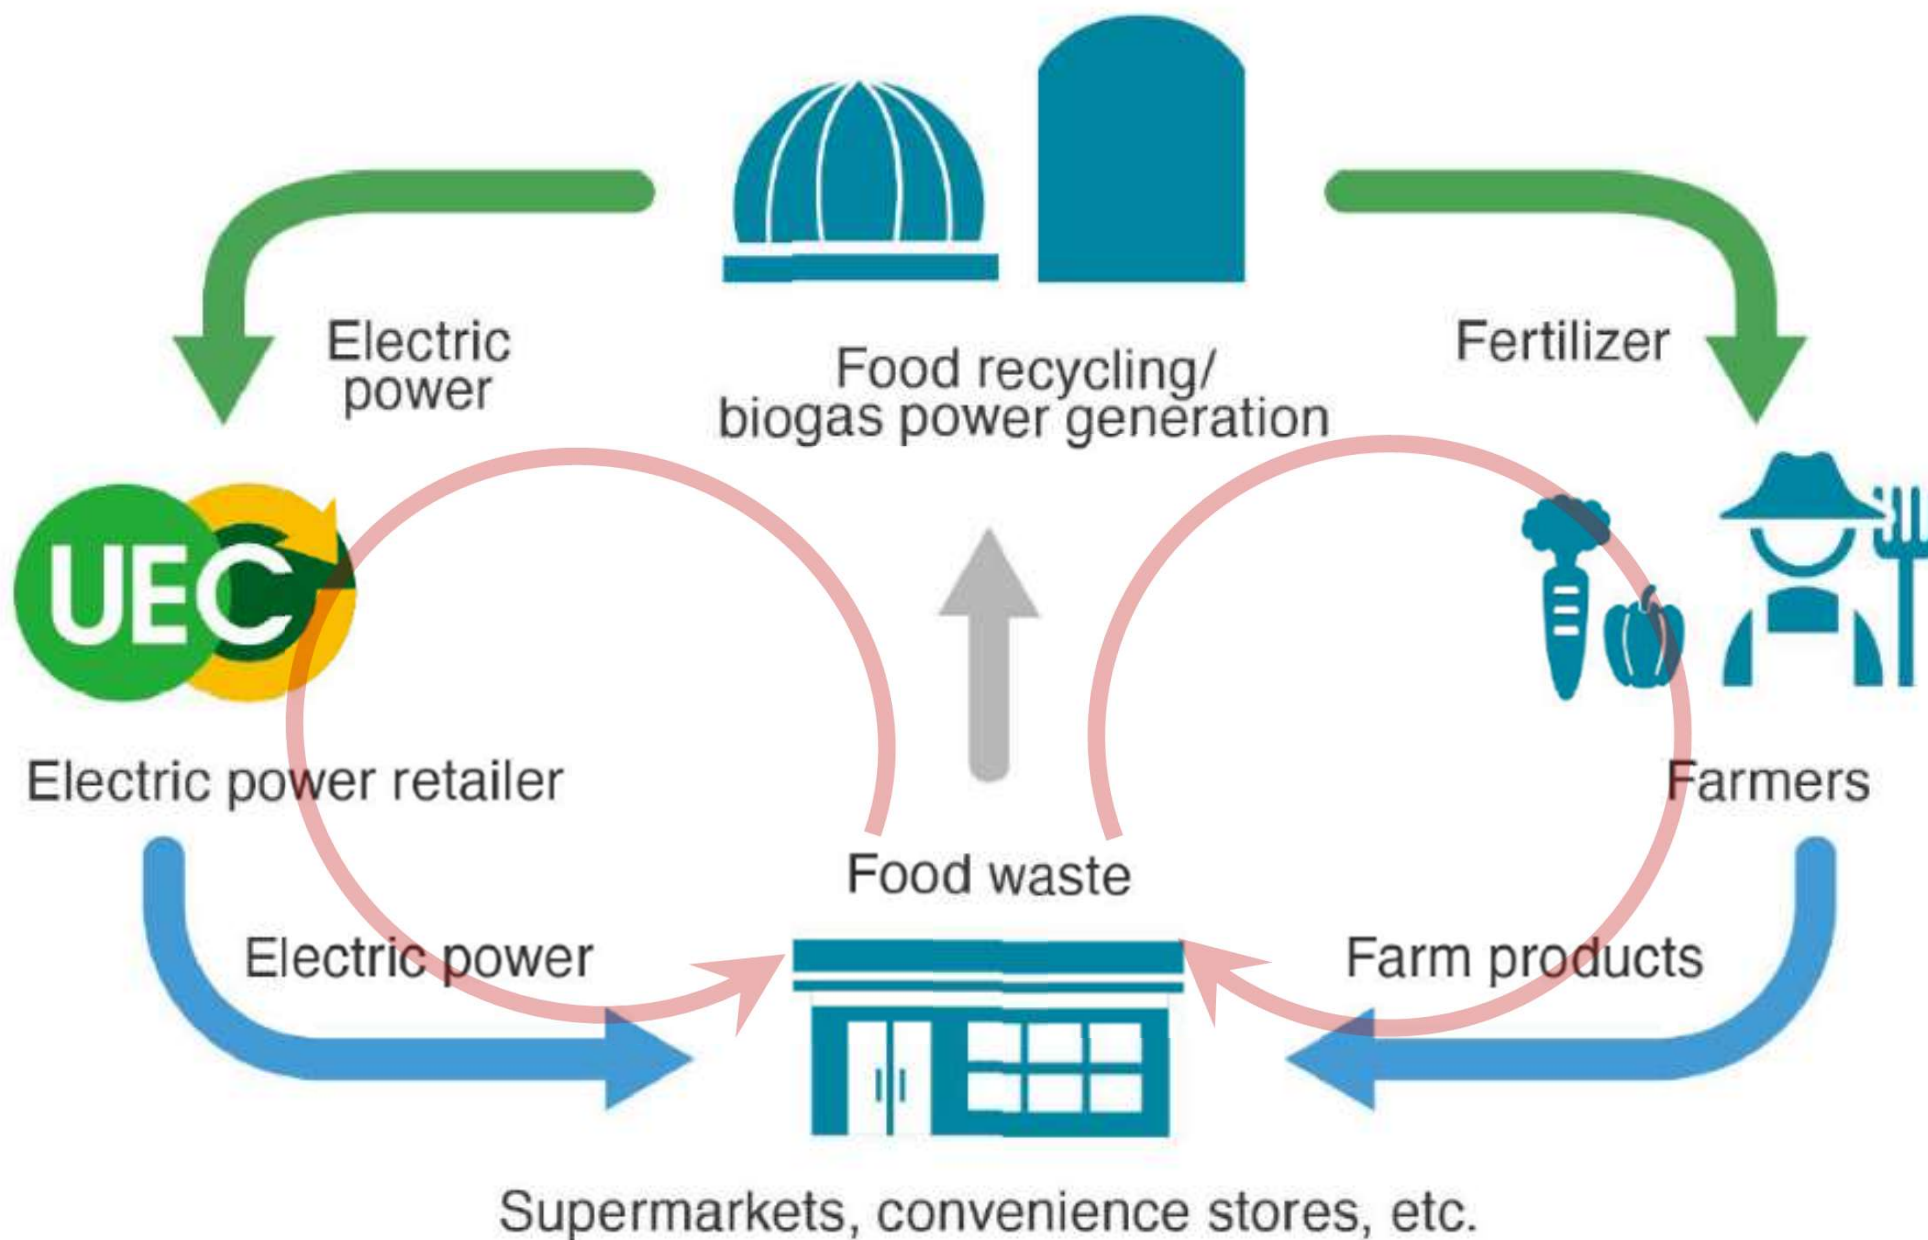 Electric
power
Food recycling/
biogas power generation
Fertilizer
UEC
Electric power retailer
Farmers
Food waste
Electric power
Farm products
Supermarkets, convenience stores, etc.